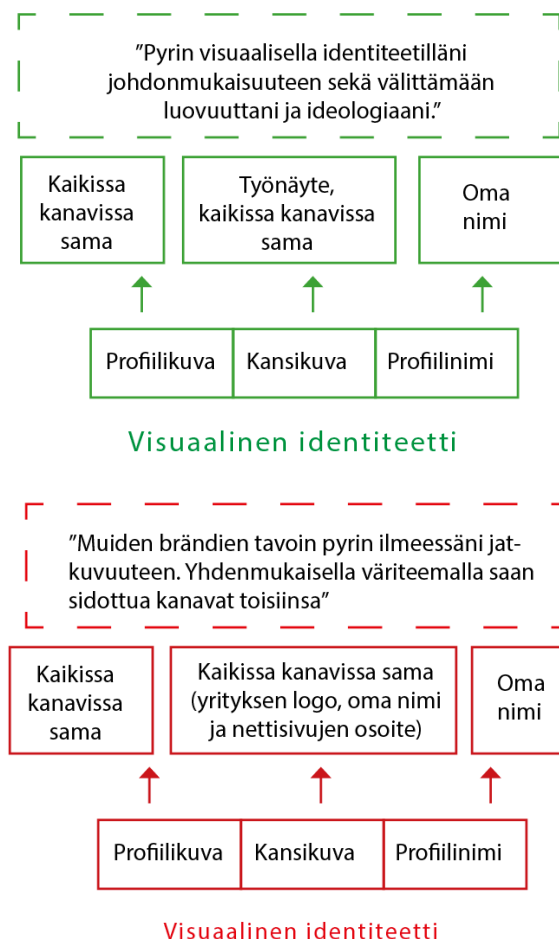 ”Pyrin visuaalisella identiteetilläni
johdonmukaisuuteen sekä välittämään
luovuuttani ja ideologiaani.”
Kaikissa
kanavissa
sama
Työnäyte,
kaikissa kanavissa
sama
Oma
nimi
Profiilikuva
Kansikuva
Profiilinimi
Visuaalinen identiteetti
”Muiden brändien tavoin pyrin ilmeessäni jat-
kuvuuteen. Yhdenmukaisella väriteemalla saan
sidottua kanavat toisiinsa”
Kaikissa
kanavissa
sama
Kaikissa kanavissa sama
(yrityksen logo, oma nimi
ja nettisivujen osoite)
Oma
nimi
Profiilikuva
Kansikuva
Profiilinimi
Visuaalinen identiteetti